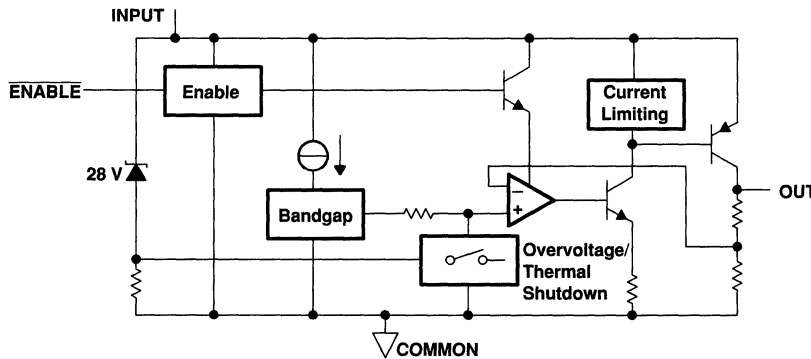 INPUT
ENABLE
Enable
Current
Limiting
28 V
Bandgap
−
+
OUT
Overvoltage/
Thermal
Shutdown
COMMON